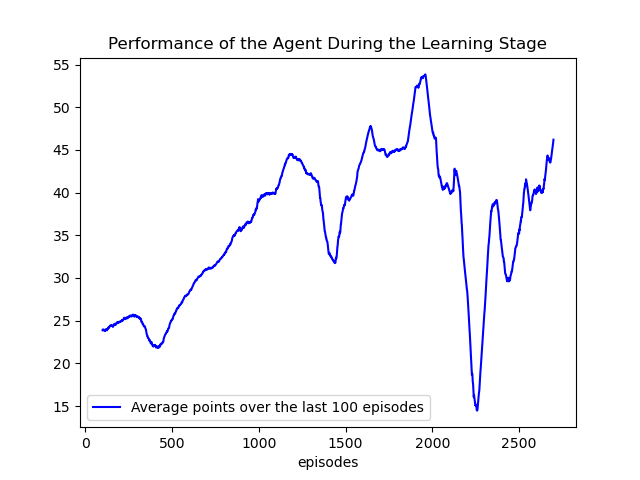 Performance of the Agent During the Learning Stage
55
50
45
40
35
30
25
20
15
Average points over the last 100 episodes
0 500 1000 1500 2000 2500
episodes